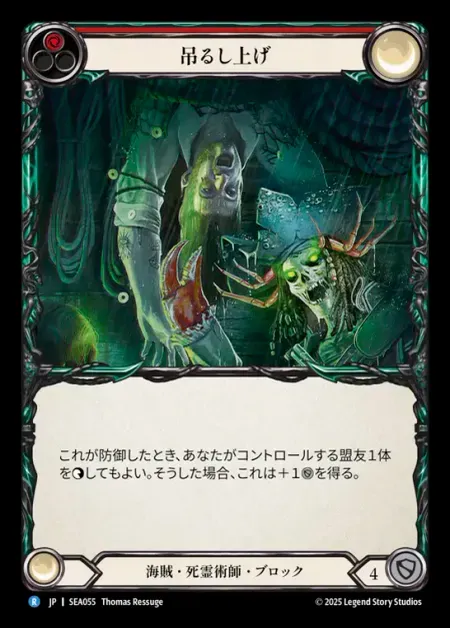 吊るし上げ
これが防御したとき、あなたがコントロールする盟友1体
をしてもよい。そうした場合、これは+1を得る。
海賊・死霊術師・ブロック
4
R JP SEA055 Thomas Ressuge
© 2025 Legend Story Studios